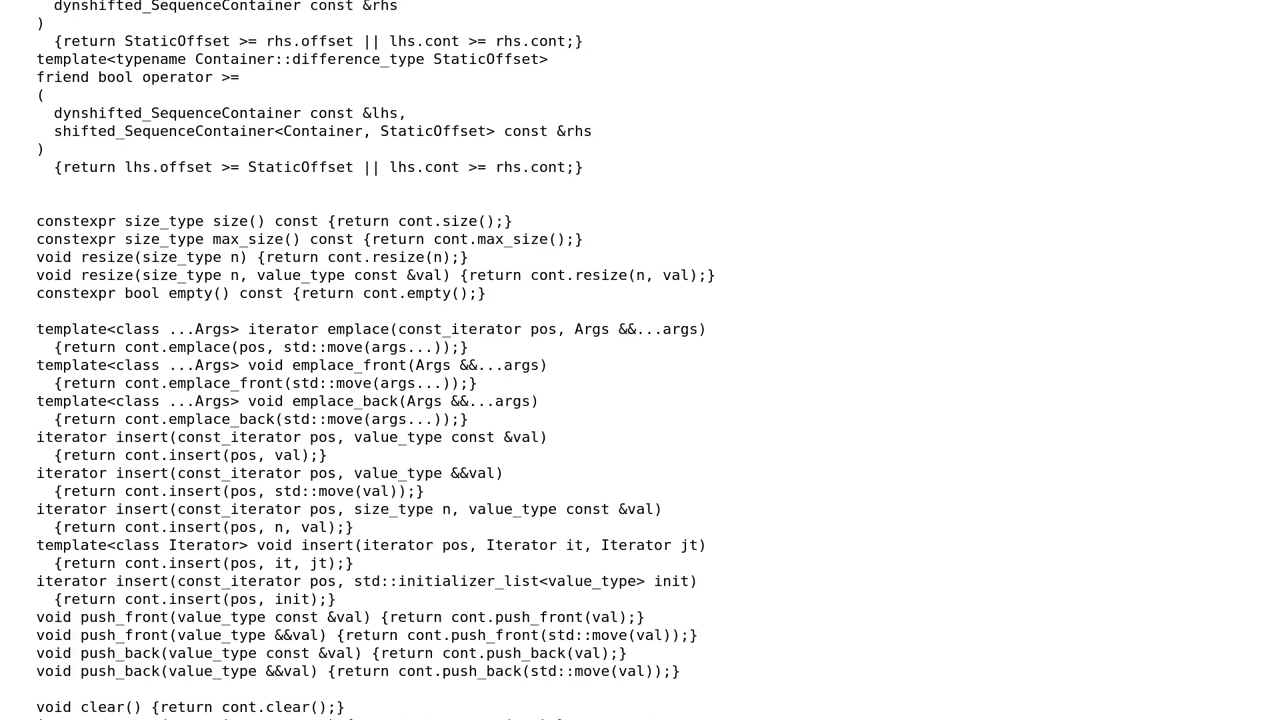 dynshifted_SequenceContainer const &rhs
)
{return StaticOffset >= rhs.offset || lhs.cont >= rhs.cont;}
template<typename Container::difference_type StaticOffset>
friend bool operator >=
(
dynshifted_SequenceContainer const &lhs,
shifted_SequenceContainer<Container, StaticOffset> const &rhs
)
{return lhs.offset >= StaticOffset || lhs.cont >= rhs.cont;}
constexpr size_type size() const {return cont.size();}
constexpr size_type max_size() const {return cont.max_size();}
void resize(size_type n) {return cont.resize(n);}
void resize(size_type n, value_type const &val) {return cont.resize(n, val);}
constexpr bool empty() const {return cont.empty();}
template<class ...Args> iterator emplace(const_iterator pos, Args &&...args)
{return cont.emplace(pos, std::move(args...));}
template<class ...Args> void emplace_front(Args &&...args)
{return cont.emplace_front(std::move(args...));}
template<class ...Args> void emplace_back(Args &&...args)
{return cont.emplace_back(std::move(args...));}
iterator insert(const_iterator pos, value_type const &val)
{return cont.insert(pos, val);}
iterator insert(const_iterator pos, value_type &&val)
{return cont.insert(pos, std::move(val));}
iterator insert(const_iterator pos, size_type n, value_type const &val)
{return cont.insert(pos, n, val);}
template<class Iterator> void insert(iterator pos, Iterator it, Iterator jt)
{return cont.insert(pos, it, jt);}
iterator insert(const_iterator pos, std::initializer_list<value_type> init)
{return cont.insert(pos, init);}
void push_front(value_type const &val) {return cont.push_front(val);}
void push_front(value_type &&val) {return cont.push_front(std::move(val));}
void push_back(value_type const &val) {return cont.push_back(val);}
void push_back(value_type &&val) {return cont.push_back(std::move(val));}
void clear() {return cont.clear();}